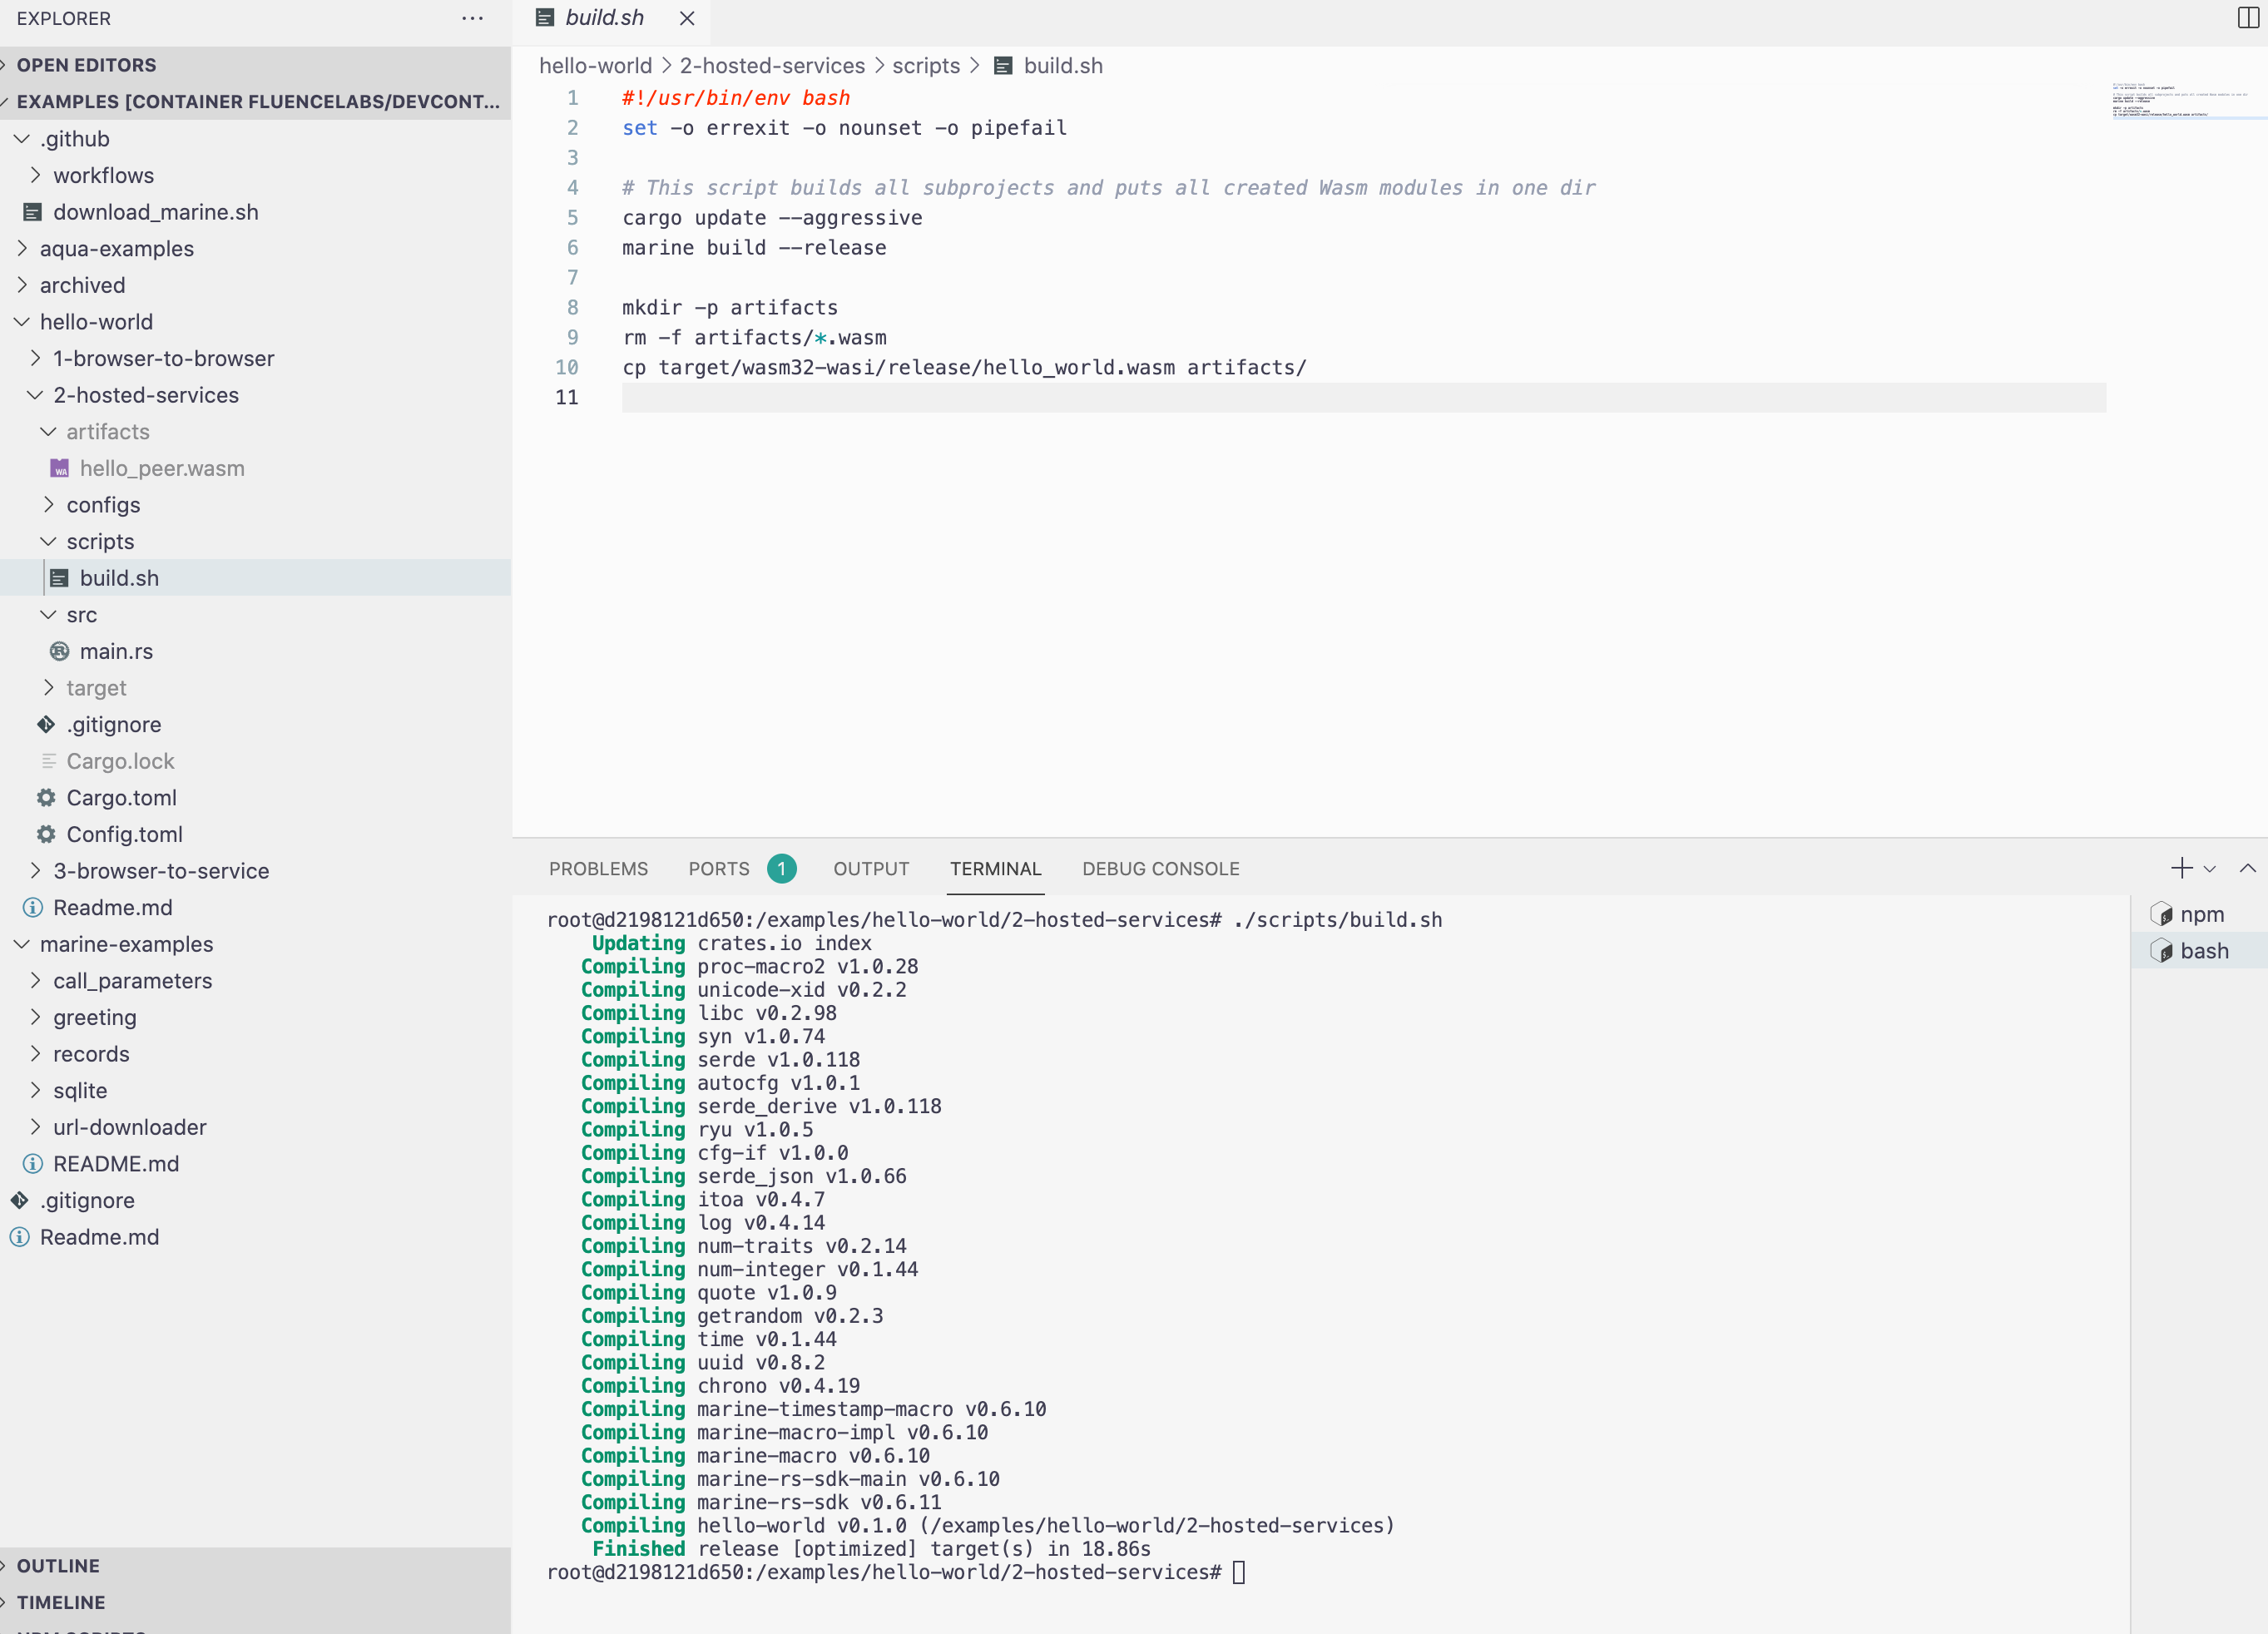 EXPLORER
OPEN EDITORS
EXAMPLES [CONTAINER FLUENCELABS/DEVCONT...
.github
workflows
download_marine.sh
aqua-examples
archived
hello-world
1-browser-to-browser
2-hosted-services
artifacts
hello_peer.wasm
configs
scripts
build.sh
src
main.rs
target
.gitignore
Cargo.lock
Cargo.toml
Config.toml
3-browser-to-service
Readme.md
marine-examples
call_parameters
greeting
records
sqlite
url-downloader
README.md
.gitignore
Readme.md
OUTLINE
TIMELINE
build.sh
hello-world > 2-hosted-services > scripts > build.sh
1 #!/usr/bin/env bash
2 set -o errexit -o nounset -o pipefail
3
4 # This script builds all subprojects and puts all created Wasm modules in one dir
5 cargo update --aggressive
6 marine build --release
7
8 mkdir -p artifacts
9 rm -f artifacts/*.wasm
10 cp target/wasm32-wasi/release/hello_world.wasm artifacts/
11
PROBLEMS PORTS 1 OUTPUT TERMINAL DEBUG CONSOLE
root@d2198121d650:/examples/hello-world/2-hosted-services# ./scripts/build.sh
Updating crates.io index
Compiling proc-macro2 v1.0.28
Compiling unicode-xid v0.2.2
Compiling libc v0.2.98
Compiling syn v1.0.74
Compiling serde v1.0.118
Compiling autocfg v1.0.1
Compiling serde_derive v1.0.118
Compiling ryu v1.0.5
Compiling cfg-if v1.0.0
Compiling serde_json v1.0.66
Compiling itoa v0.4.7
Compiling log v0.4.14
Compiling num-traits v0.2.14
Compiling num-integer v0.1.44
Compiling quote v1.0.9
Compiling getrandom v0.2.3
Compiling time v0.1.44
Compiling uuid v0.8.2
Compiling chrono v0.4.19
Compiling marine-timestamp-macro v0.6.10
Compiling marine-macro-impl v0.6.10
Compiling marine-macro v0.6.10
Compiling marine-rs-sdk-main v0.6.10
Compiling marine-rs-sdk v0.6.11
Compiling hello-world v0.1.0 (/examples/hello-world/2-hosted-services)
Finished release [optimized] target(s) in 18.86s
root@d2198121d650:/examples/hello-world/2-hosted-services#
npm
bash